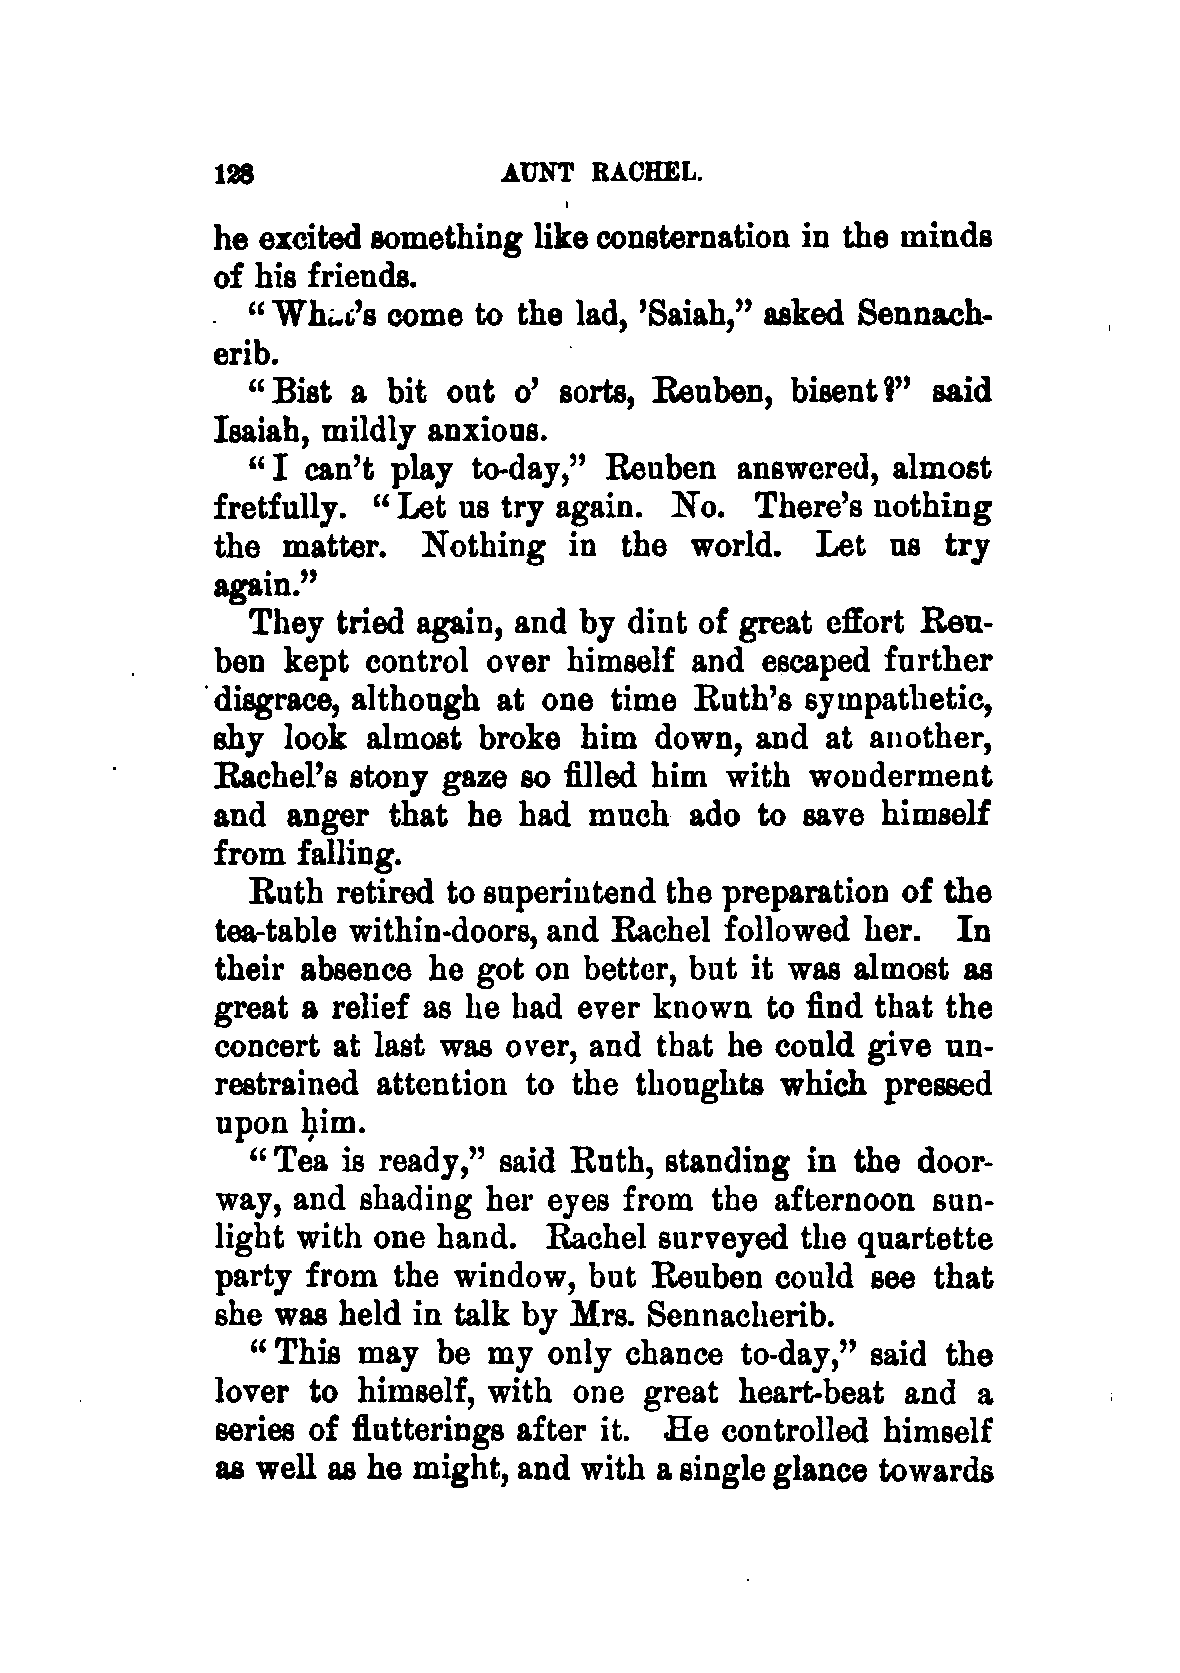 128 AUNT RACHEL.
he excited something like consternation in the minds
of his friends.
“What’s come to the lad, ’Saiah,” asked Sennach-
erib.
“Bist a bit out o’ sorts, Reuben, bisent?” said
Isaiah, mildly anxious.
“I can’t play to-day,” Reuben answered, almost
fretfully. “Let us try again. No. There’s nothing
the matter. Nothing in the world. Let us try
again.”
They tried again, and by dint of great effort Reu-
ben kept control over himself and escaped further
disgrace, although at one time Ruth’s sympathetic,
shy look almost broke him down, and at another,
Rachel’s stony gaze so filled him with wonderment
and anger that he had much ado to save himself
from falling.
Ruth retired to superintend the preparation of the
tea-table within-doors, and Rachel followed her. In
their absence he got on better, but it was almost as
great a relief as he had ever known to find that the
concert at last was over, and that he could give un-
restrained attention to the thoughts which pressed
upon him.
“Tea is ready,” said Ruth, standing in the door-
way, and shading her eyes from the afternoon sun-
light with one hand. Rachel surveyed the quartette
party from the window, but Reuben could see that
she was held in talk by Mrs. Sennacherib.
“This may be my only chance to-day,” said the
lover to himself, with one great heart-beat and a
series of flutterings after it. He controlled himself
as well as he might, and with a single glance towards